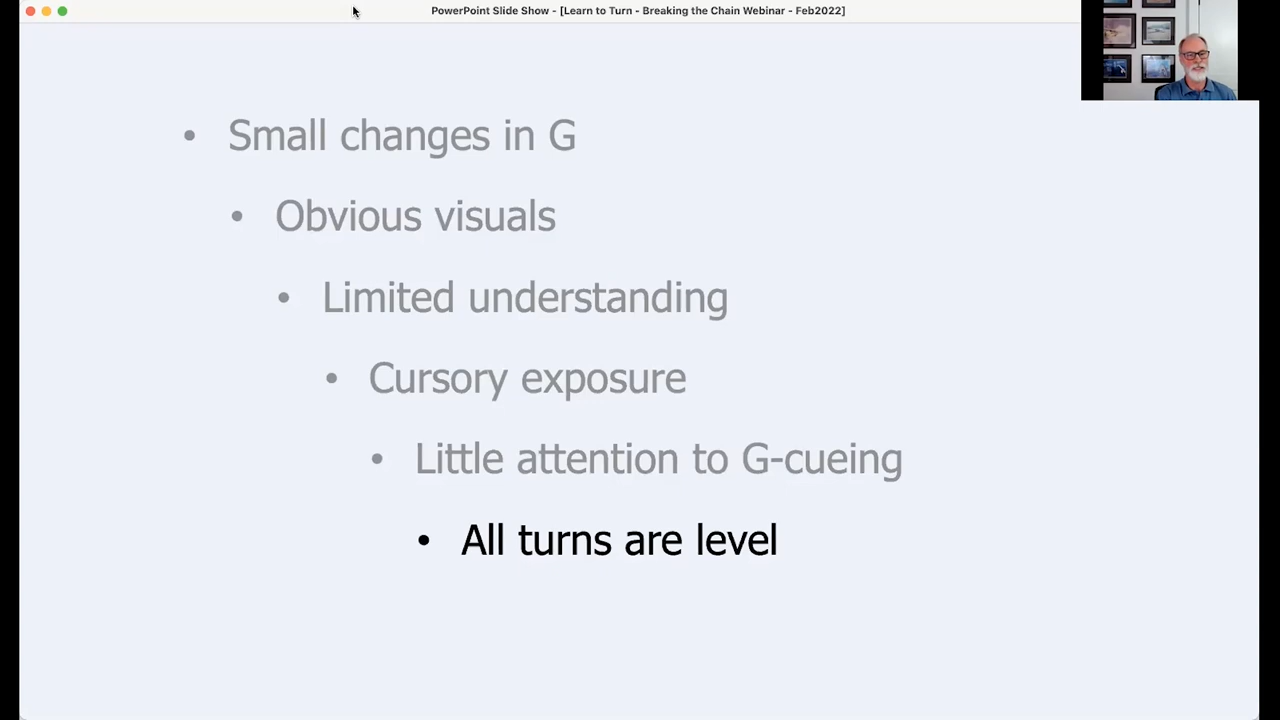 PowerPoint Slide Show - [Learn to Turn - Breaking the Chain Webinar - Feb2022]
• Small changes in G
• Obvious visuals
• Limited understanding
• Cursory exposure
• Little attention to G-cueing
• All turns are level